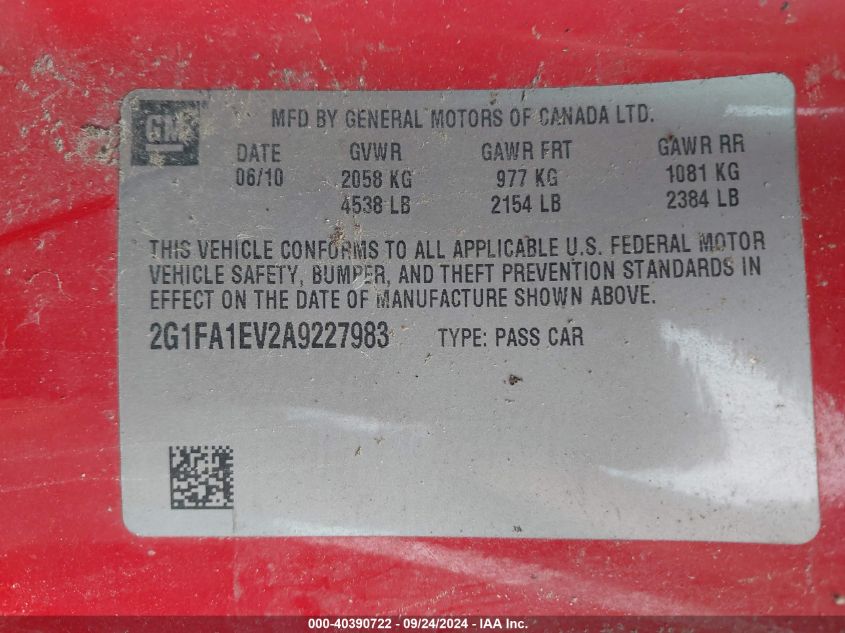 GM
MFD BY GENERAL MOTORS OF CANADA LTD.
DATE GVWR GAWR FRT GAWR RR
06/10 2058 KG 977 KG 1081 KG
4538 LB 2154 LB 2384 LB
THIS VEHICLE CONFORMS TO ALL APPLICABLE U.S. FEDERAL MOTOR
VEHICLE SAFETY, BUMPER, AND THEFT PREVENTION STANDARDS IN
EFFECT ON THE DATE OF MANUFACTURE SHOWN ABOVE.
2G1FA1EV2A9227983 TYPE: PASS CAR
000-40390722 - 09/24/2024 - IAA Inc.